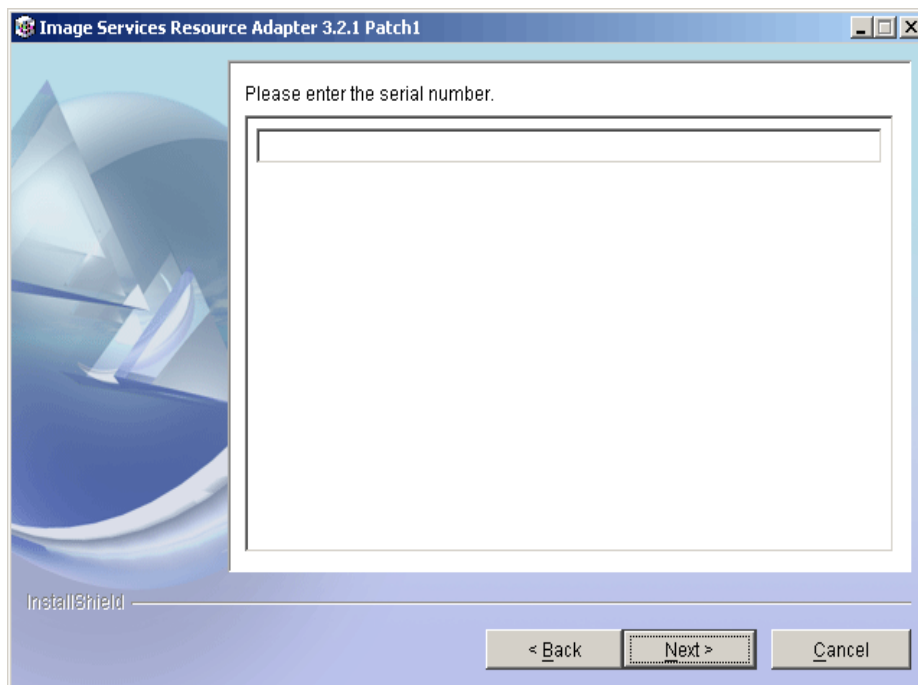 Image Services Resource Adapter 3.2.1 Patch1
Please enter the serial number.
InstallShield
< Back
Next >
Cancel